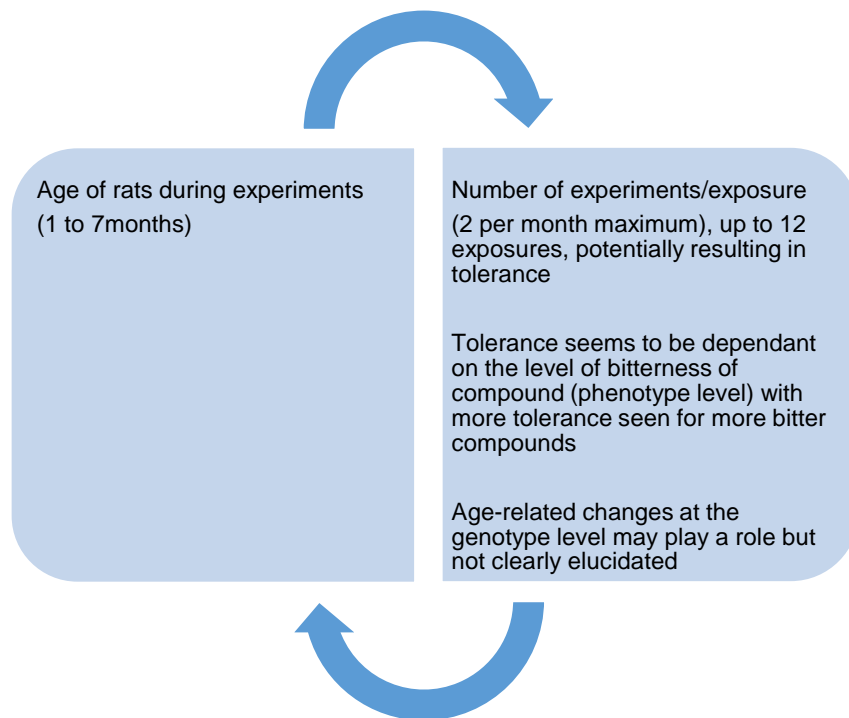 Age of rats during experiments
(1 to 7months)
Number of experiments/exposure
(2 per month maximum), up to 12
exposures, potentially resulting in
tolerance
Tolerance seems to be dependant
on the level of bitterness of
compound (phenotype level) with
more tolerance seen for more bitter
compounds
Age-related changes at the
genotype level may play a role but
not clearly elucidated